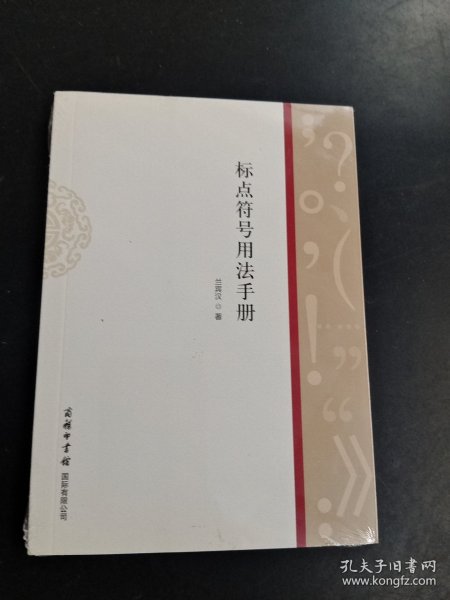 标点符号用法手册
兰宾汉 ◎ 著
商务印书馆
国际有限公司
孔夫子旧书网
www.kongfz.com